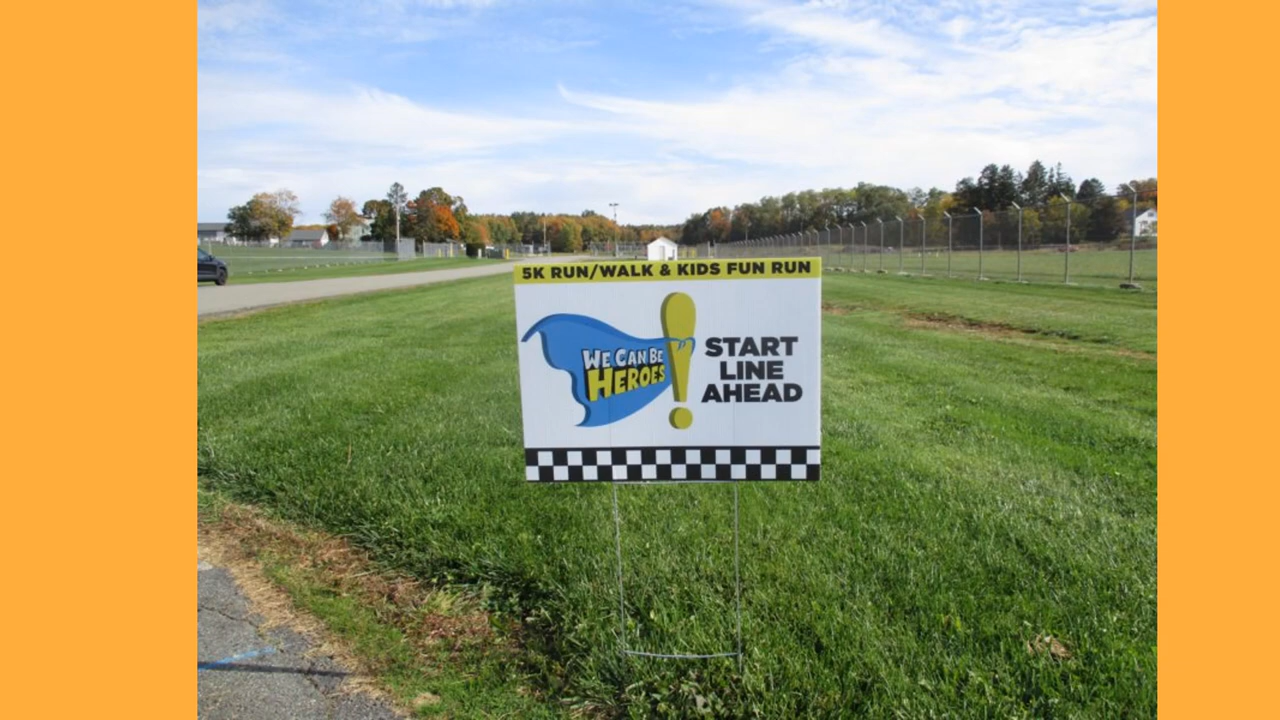 5K RUN/WALK & KIDS FUN RUN
WE CAN BE
HEROES
START
LINE
AHEAD